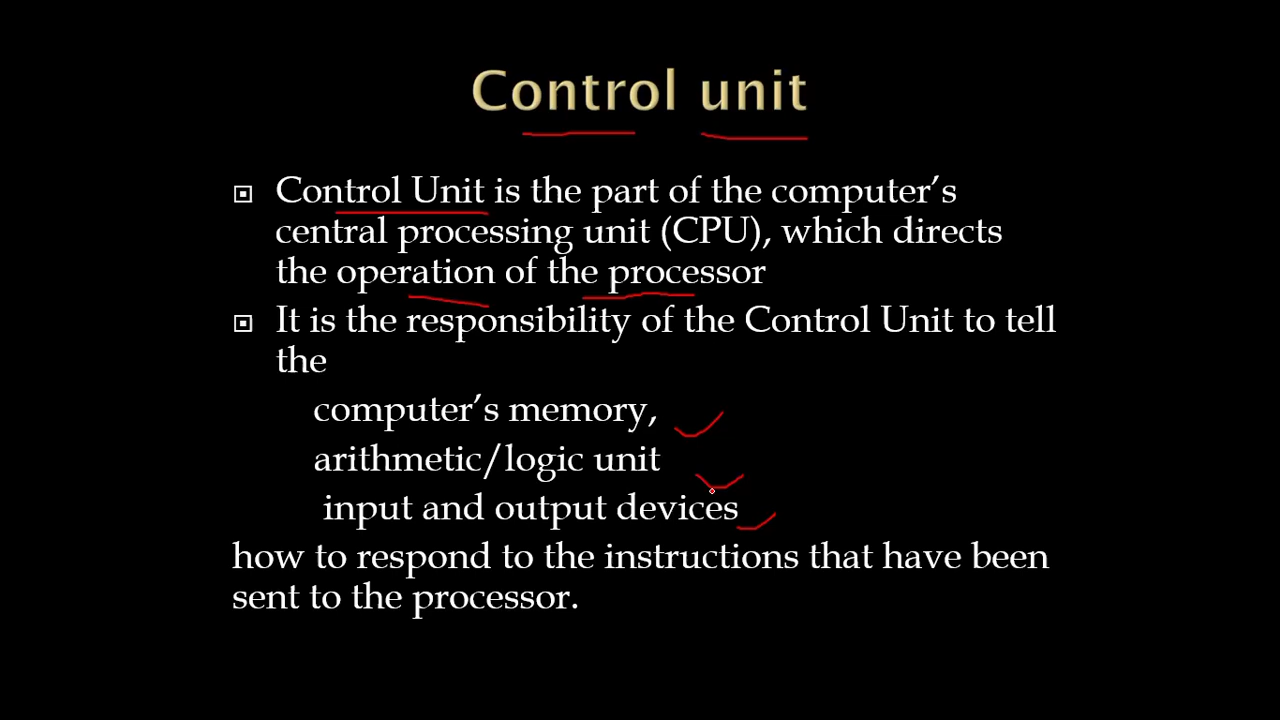 Control unit
Control Unit is the part of the computer’s
central processing unit (CPU), which directs
the operation of the processor
It is the responsibility of the Control Unit to tell
the
computer’s memory,
arithmetic/logic unit
input and output devices
how to respond to the instructions that have been
sent to the processor.